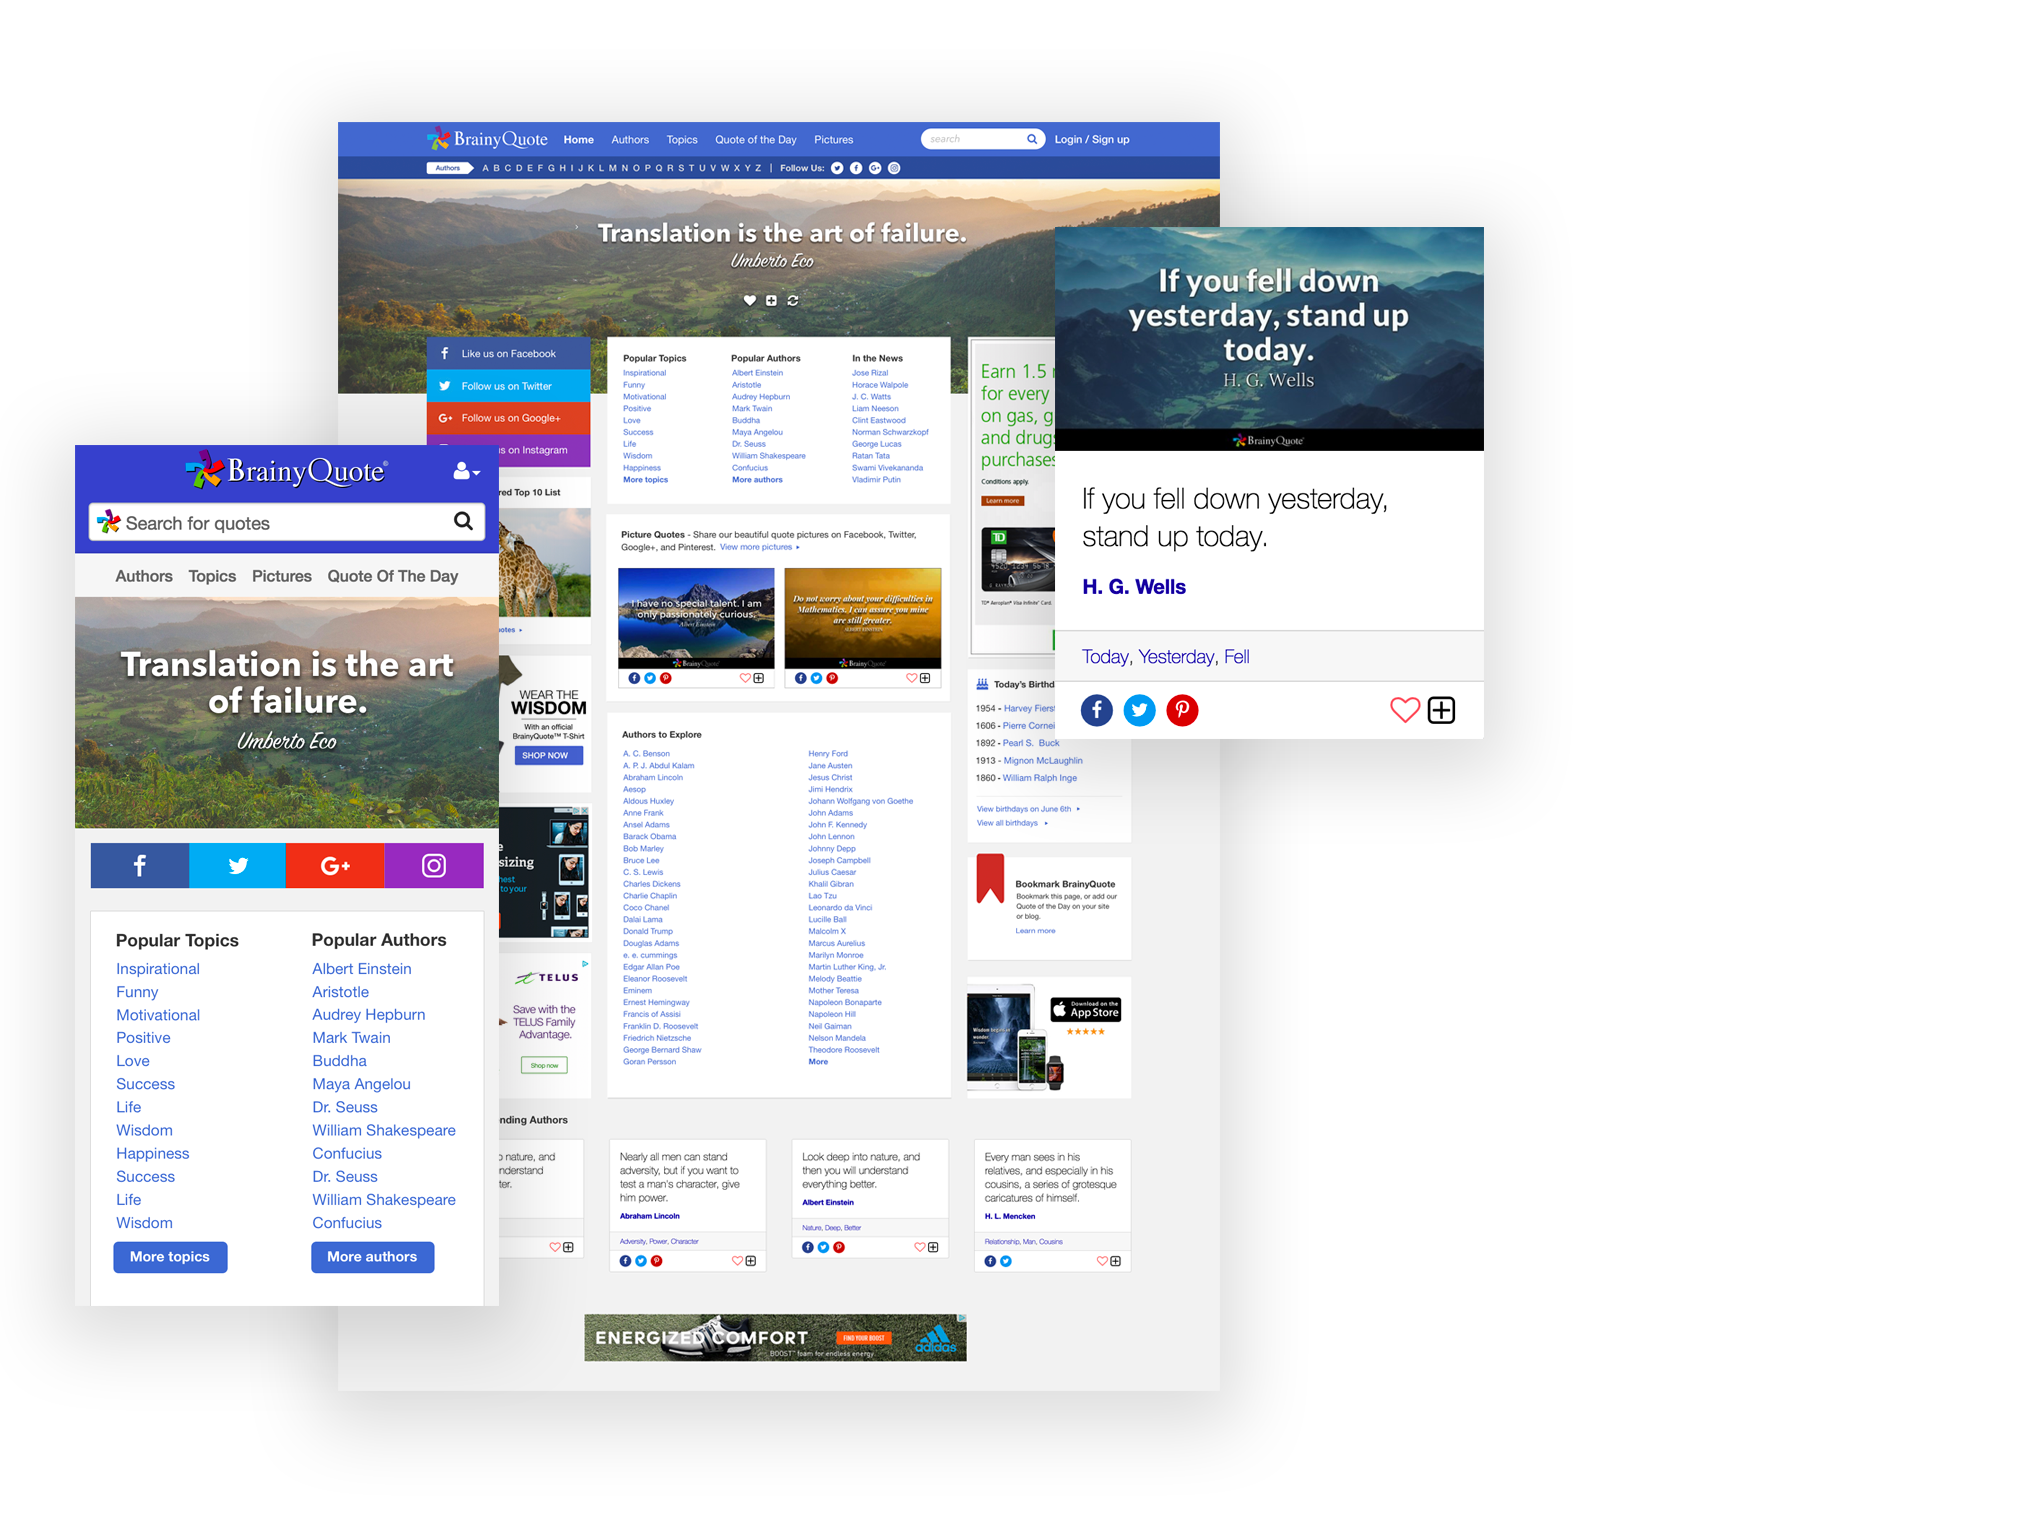 BrainyQuote Home Authors Topics Quote of the Day Pictures search Login / Sign up
Authors A B C D E F G H I J K L M N O P Q R S T U V W X Y Z | Follow Us:
Translation is the art of failure.
Umberto Eco
Like us on Facebook
Follow us on Twitter
Follow us on Google+
us on Instagram
Popular Topics
Inspirational
Funny
Motivational
Positive
Love
Success
Life
Wisdom
Happiness
More topics
Popular Authors
Albert Einstein
Aristotle
Audrey Hepburn
Mark Twain
Buddha
Maya Angelou
Dr. Seuss
William Shakespeare
Confucius
More authors
In the News
Jose Rizal
Horace Walpole
J. C. Watts
Liam Neeson
Clint Eastwood
Norman Schwarzkopf
George Lucas
Ratan Tata
Swami Vivekananda
Vladimir Putin
Earn 1.5
for every
on gas, g
and drug
purchases
Conditions apply.
Learn more
TD
TD® Aeroplan® Visa Infinite* Card
If you fell down
yesterday, stand up
today.
H. G. Wells
BrainyQuote
If you fell down yesterday,
stand up today.
H. G. Wells
Today, Yesterday, Fell
BrainyQuote
Search for quotes
Authors Topics Pictures Quote Of The Day
Translation is the art
of failure.
Umberto Eco
Popular Topics
Inspirational
Funny
Motivational
Positive
Love
Success
Life
Wisdom
Happiness
Success
Life
Wisdom
More topics
Popular Authors
Albert Einstein
Aristotle
Audrey Hepburn
Mark Twain
Buddha
Maya Angelou
Dr. Seuss
William Shakespeare
Confucius
Dr. Seuss
William Shakespeare
Confucius
More authors
red Top 10 List
otes
WEAR THE
WISDOM
With an official
BrainyQuote™ T-Shirt
SHOP NOW
sizing
to your
TELUS
Save with the
TELUS Family
Advantage.
Shop now
Picture Quotes - Share our beautiful quote pictures on Facebook, Twitter,
Google+, and Pinterest. View more pictures
I have no special talent. I am
only passionately curious.
Albert Einstein
BrainyQuote
Do not worry about your difficulties in
Mathematics, I can assure you mine
are still greater.
ALBERT EINSTEIN
BrainyQuote
Authors to Explore
A. C. Benson
A. P. J. Abdul Kalam
Abraham Lincoln
Aesop
Aldous Huxley
Anne Frank
Ansel Adams
Barack Obama
Bob Marley
Bruce Lee
C. S. Lewis
Charles Dickens
Charlie Chaplin
Coco Chanel
Dalai Lama
Donald Trump
Douglas Adams
e. e. cummings
Edgar Allan Poe
Eleanor Roosevelt
Eminem
Ernest Hemingway
Francis of Assisi
Franklin D. Roosevelt
Friedrich Nietzsche
George Bernard Shaw
Goran Persson
Henry Ford
Jane Austen
Jesus Christ
Jimi Hendrix
Johann Wolfgang von Goethe
John Adams
John F. Kennedy
John Lennon
Johnny Depp
Joseph Campbell
Julius Caesar
Khalil Gibran
Lao Tzu
Leonardo da Vinci
Lucille Ball
Malcolm X
Marcus Aurelius
Marilyn Monroe
Martin Luther King, Jr.
Melody Beattie
Mother Teresa
Napoleon Bonaparte
Napoleon Hill
Neil Gaiman
Nelson Mandela
Theodore Roosevelt
More
Today's Birthd
1954 - Harvey Fiers
1606 - Pierre Cornei
1892 - Pearl S. Buck
1913 - Mignon McLaughlin
1860 - William Ralph Inge
View birthdays on June 6th
View all birthdays
Bookmark BrainyQuote
Bookmark this page, or add our
Quote of the Day on your site
or blog.
Learn more
Download on the
App Store
nding Authors
o nature, and
nderstand
ter.
Nearly all men can stand
adversity, but if you want to
test a man's character, give
him power.
Abraham Lincoln
Adversity, Power, Character
Look deep into nature, and
then you will understand
everything better.
Albert Einstein
Nature, Deep, Better
Every man sees in his
relatives, and especially in his
cousins, a series of grotesque
caricatures of himself.
H. L. Mencken
Relationship, Man, Cousins
ENERGIZED COMFORT
BOOST™ foam for endless energy.
FIND YOUR BOOST
adidas